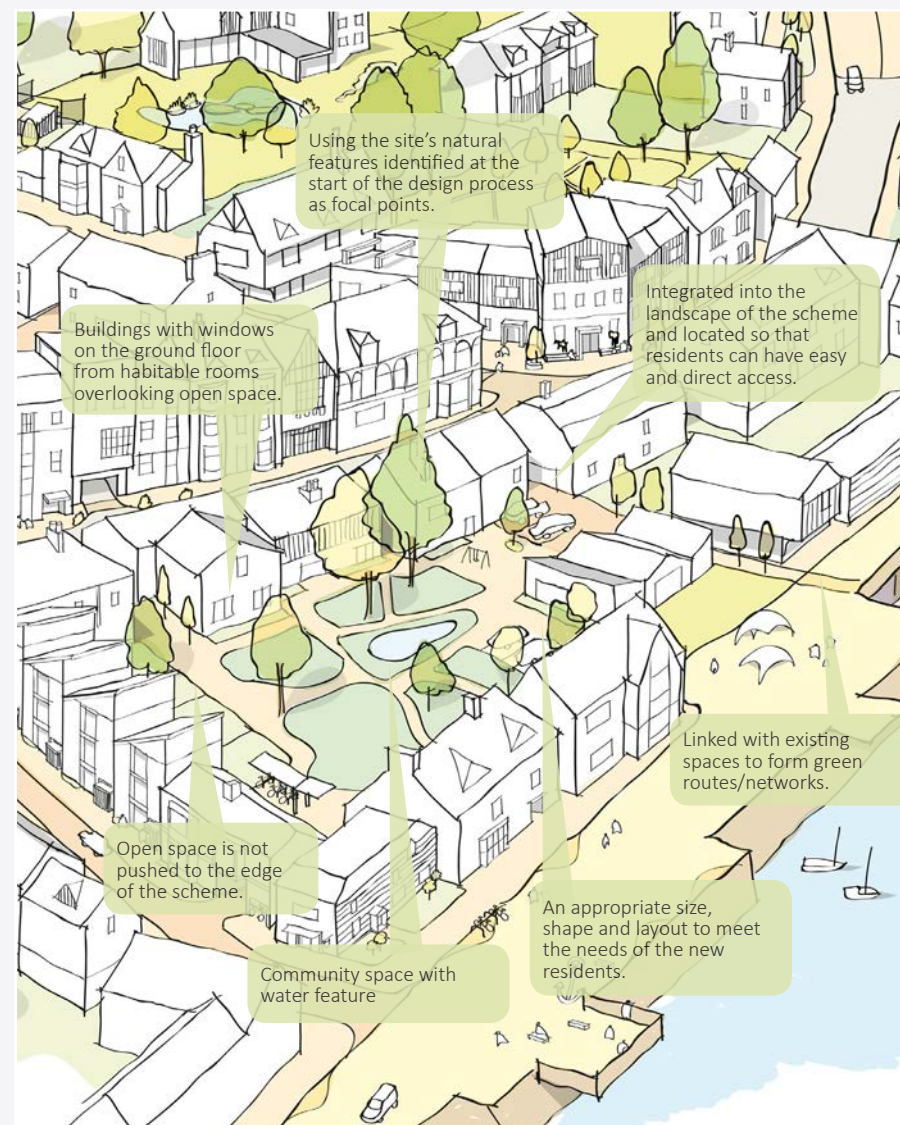 Using the site’s natural
features identified at the
start of the design process
as focal points.
Integrated into the
landscape of the scheme
and located so that
residents can have easy
and direct access.
Buildings with windows
on the ground floor
from habitable rooms
overlooking open space.
Linked with existing
spaces to form green
routes/networks.
Open space is not
pushed to the edge
of the scheme.
An appropriate size,
shape and layout to meet
the needs of the new
residents.
Community space with
water feature